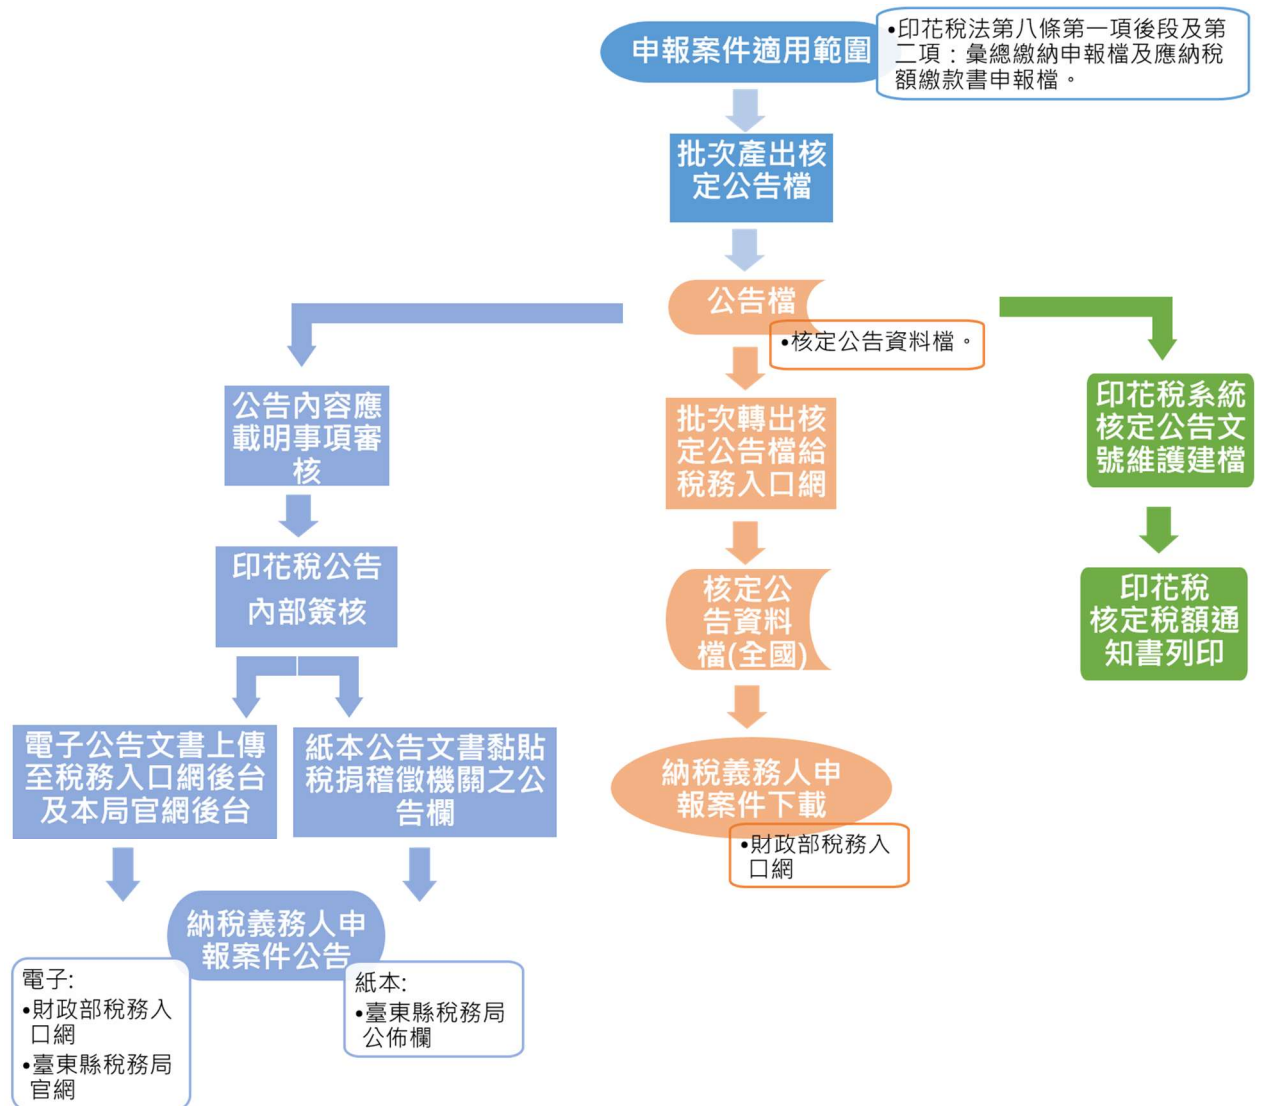 申報案件適用範圍
•印花稅法第八條第一項後段及第
二項：彙總繳納申報檔及應納稅
額繳款書申報檔。
批次產出核
定公告檔
公告檔
•核定公告資料檔。
公告內容應
載明事項審
核
印花稅公告
內部簽核
電子公告文書上傳
至稅務入口網後台
及本局官網後台
紙本公告文書黏貼
稅捐稽徵機關之公
告欄
納稅義務人申
報案件公告
電子:
•財政部稅務入
口網
•臺東縣稅務局
官網
紙本:
•臺東縣稅務局
公佈欄
批次轉出核
定公告檔給
稅務入口網
核定公
告資料
檔(全國)
納稅義務人申
報案件下載
•財政部稅務入
口網
印花稅系統
核定公告文
號維護建檔
印花稅
核定稅額通
知書列印